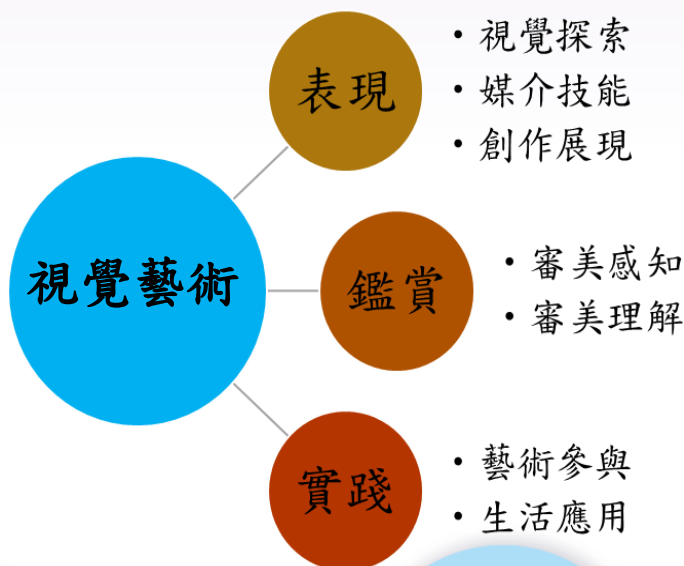 視覺藝術
表現
・視覺探索
・媒介技能
・創作展現
鑑賞
・審美感知
・審美理解
實踐
・藝術參與
・生活應用